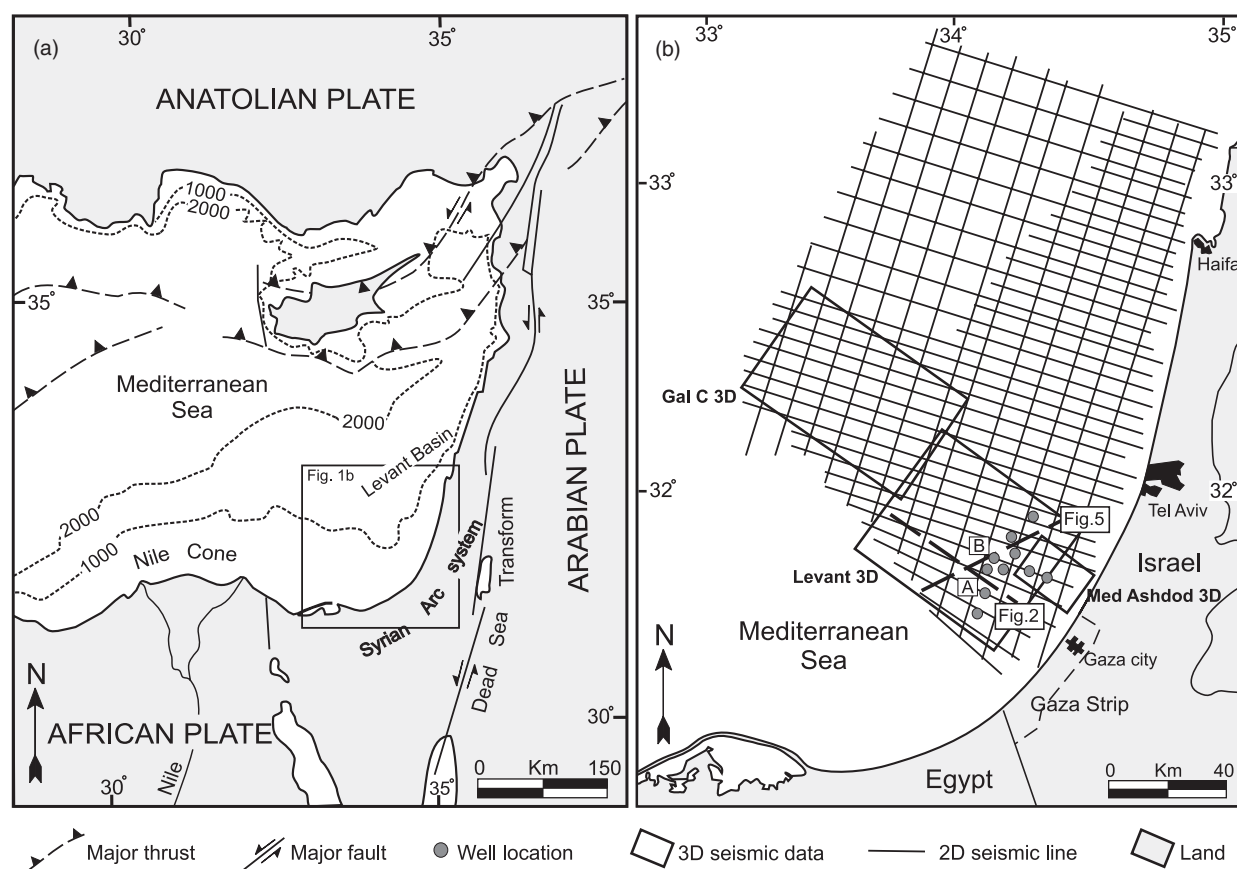 (a)
30°
35°
ANATOLIAN PLATE
1000
2000
35°
35°
Mediterranean
Sea
2000
Levant Basin
Fig. 1b
2000
1000
Nile Cone
Syrian Arc system
Dead Sea Transform
ARABIAN PLATE
N
AFRICAN PLATE
Nile
30°
30°
35°
0 Km 150
(b)
33°
34°
35°
33°
33°
Haifa
Gal C 3D
32°
32°
Tel Aviv
Fig.5
B
Israel
Levant 3D
A
Med Ashdod 3D
Fig.2
Mediterranean
Sea
N
Gaza city
Gaza Strip
Egypt
0 Km 40
Major thrust
Major fault
Well location
3D seismic data
2D seismic line
Land